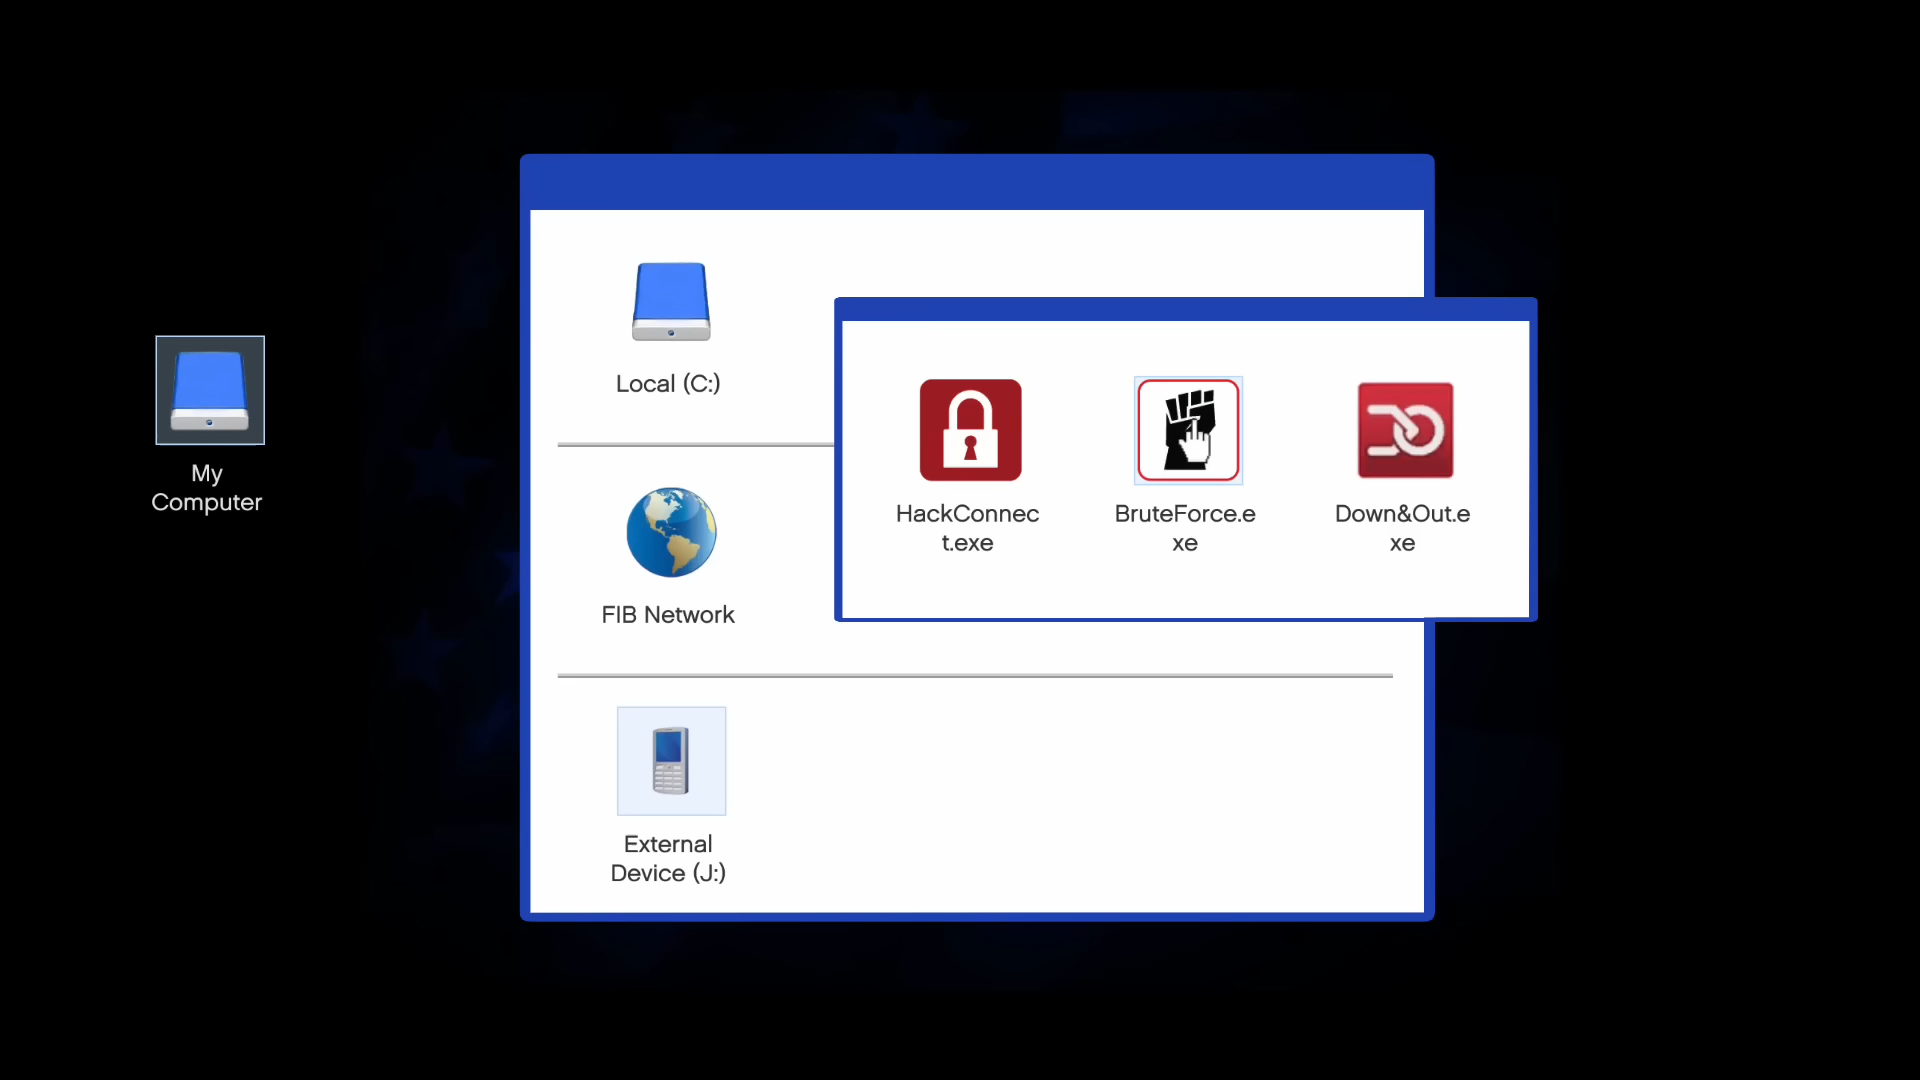 My
Computer
Local (C:)
FIB Network
External
Device (J:)
HackConnec
t.exe
BruteForce.e
xe
Down&Out.e
xe